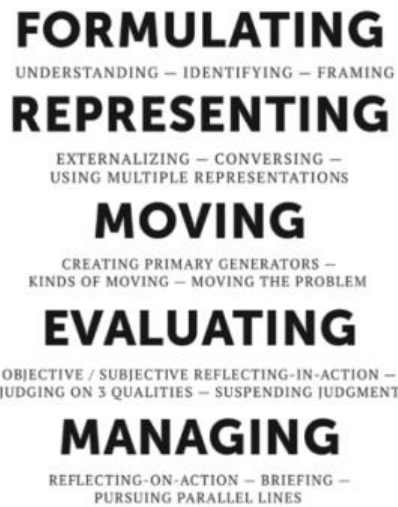 FORMULATING
UNDERSTANDING — IDENTIFYING — FRAMING
REPRESENTING
EXTERNALIZING — CONVERSING —
USING MULTIPLE REPRESENTATIONS
MOVING
CREATING PRIMARY GENERATORS —
KINDS OF MOVING — MOVING THE PROBLEM
EVALUATING
OBJECTIVE / SUBJECTIVE REFLECTING-IN-ACTION —
JUDGING ON 3 QUALITIES — SUSPENDING JUDGMENT
MANAGING
REFLECTING-ON-ACTION — BRIEFING —
PURSUING PARALLEL LINES